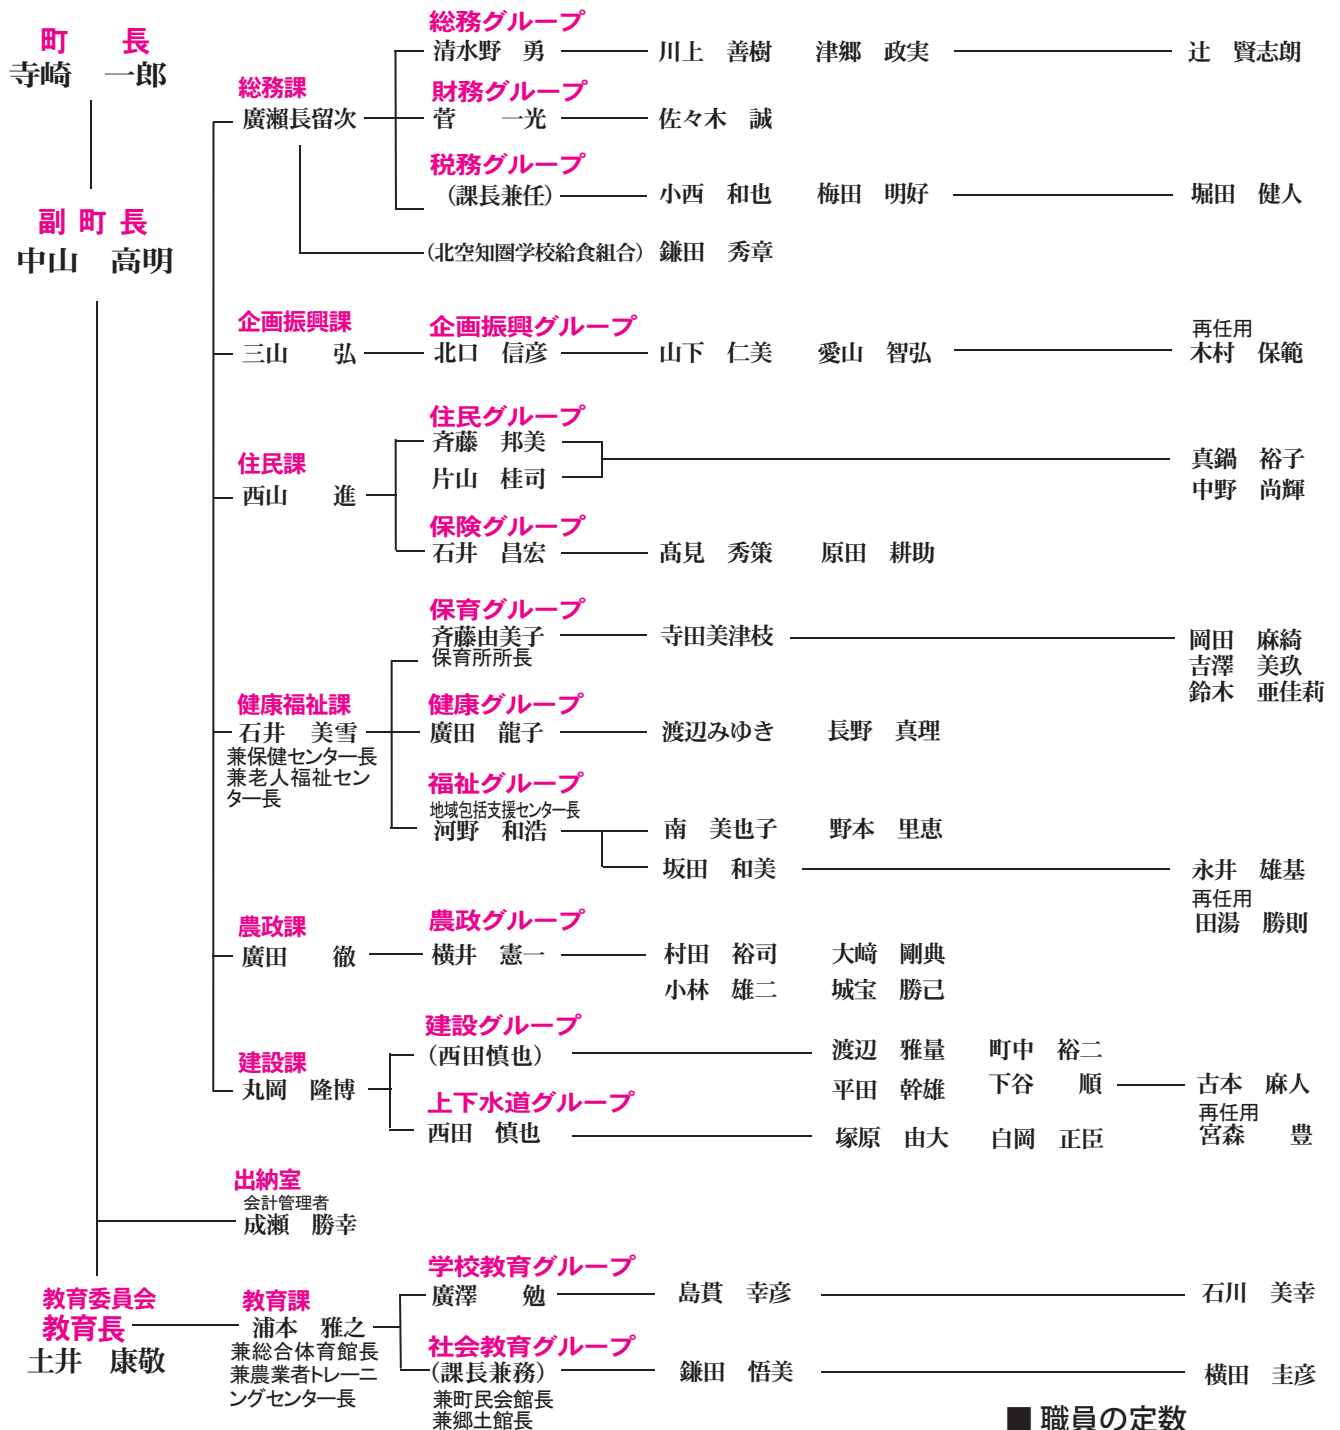 町　長
寺崎　一郎
副 町 長
中山　高明
総務課
廣瀬長留次
総務グループ
清水野　勇
川上　善樹　津郷　政実
辻　賢志朗
財務グループ
菅　　一光
佐々木　誠
税務グループ
（課長兼任）
小西　和也　梅田　明好
堀田　健人
（北空知圏学校給食組合）鎌田　秀章
企画振興課
三山　　弘
企画振興グループ
北口　信彦
山下　仁美　愛山　智弘
再任用
木村　保範
住民課
西山　　進
住民グループ
斉藤　邦美
片山　桂司
真鍋　裕子
中野　尚輝
保険グループ
石井　昌宏
髙見　秀策　原田　耕助
健康福祉課
石井　美雪
兼保健センター長
兼老人福祉セン
ター長
保育グループ
斉藤由美子
保育所所長
寺田美津枝
岡田　麻綺
吉澤　美玖
鈴木　亜佳莉
健康グループ
廣田　龍子
渡辺みゆき　長野　真理
福祉グループ
地域包括支援センター長
河野　和浩
南　美也子　野本　里恵
坂田　和美
永井　雄基
再任用
田湯　勝則
農政課
廣田　　徹
農政グループ
横井　憲一
村田　裕司　大﨑　剛典
小林　雄二　城宝　勝己
建設課
丸岡　隆博
建設グループ
（西田慎也）
渡辺　雅量　町中　裕二
平田　幹雄　下谷　　順
古本　麻人
再任用
宮森　　豊
上下水道グループ
西田　慎也
塚原　由大　白岡　正臣
出納室
会計管理者
成瀬　勝幸
教育委員会
教育長
土井　康敬
教育課
浦本　雅之
兼総合体育館長
兼農業者トレーニ
ングセンター長
学校教育グループ
廣澤　　勉
島貫　幸彦
石川　美幸
社会教育グループ
（課長兼務）
兼町民会館長
兼郷土館長
鎌田　悟美
横田　圭彦
■ 職員の定数